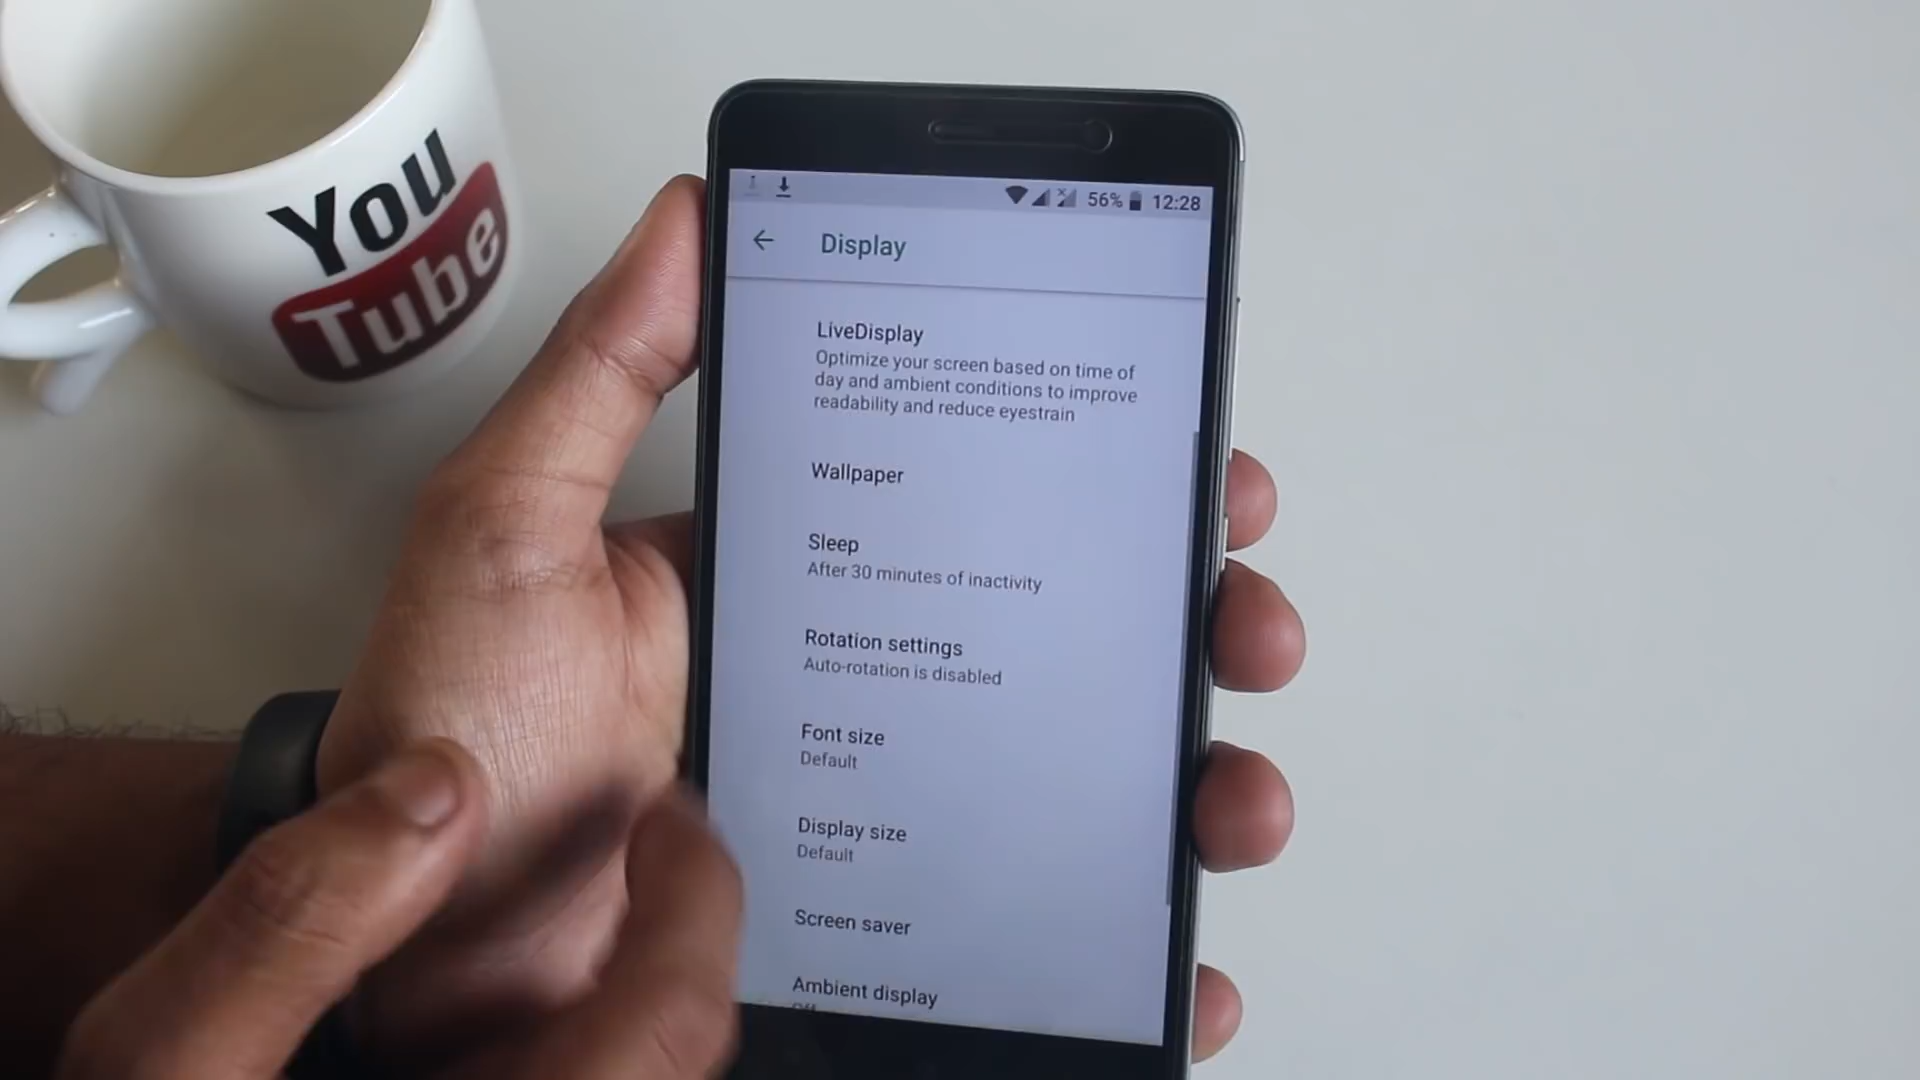 You
Tube
56% 12:28
Display
LiveDisplay
Optimize your screen based on time of
day and ambient conditions to improve
readability and reduce eyestrain
Wallpaper
Sleep
After 30 minutes of inactivity
Rotation settings
Auto-rotation is disabled
Font size
Default
Display size
Default
Screen saver
Ambient display